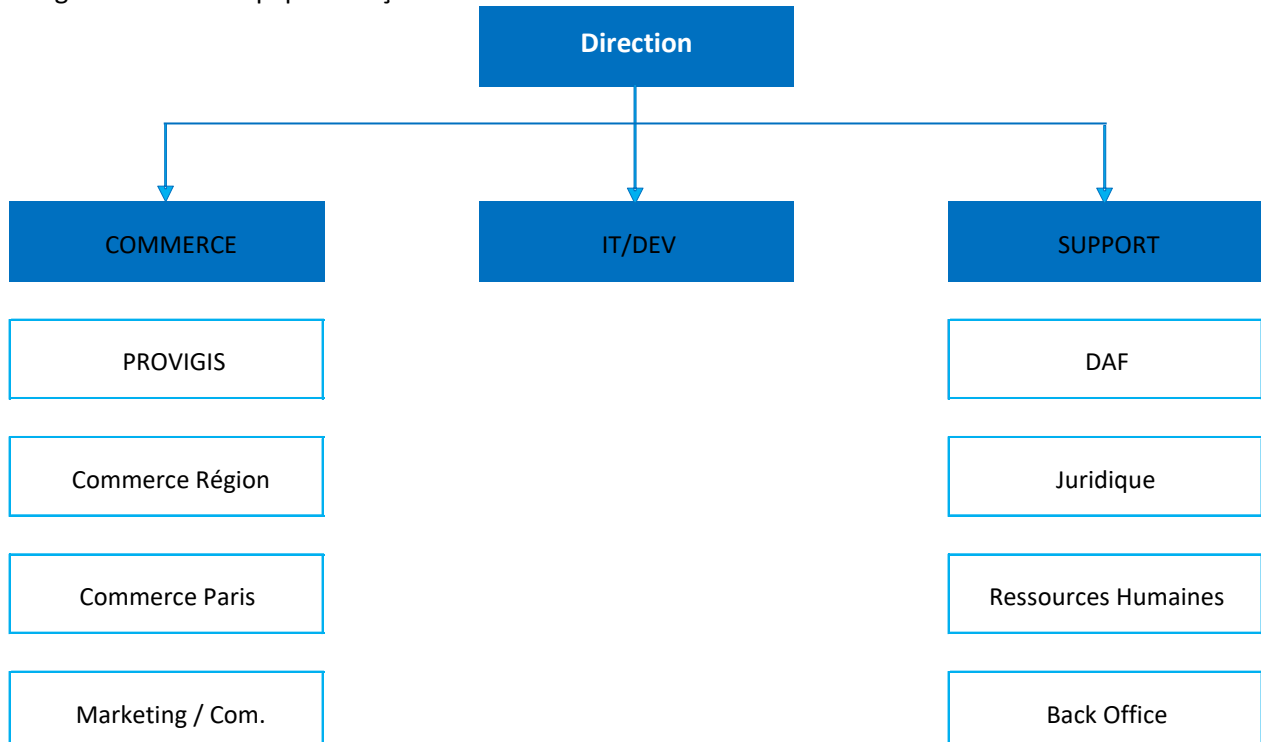 Direction
COMMERCE
IT/DEV
SUPPORT
PROVIGIS
DAF
Commerce Région
Juridique
Commerce Paris
Ressources Humaines
Marketing / Com.
Back Office